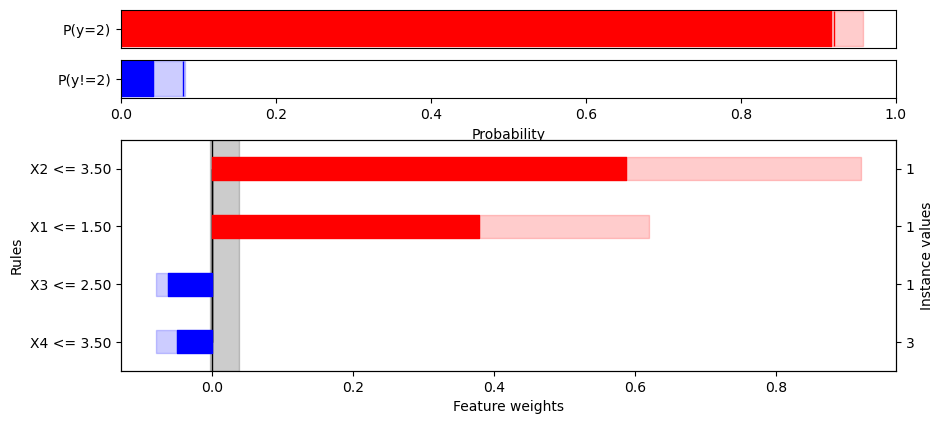 P(y=2)
P(y!=2)
0.0 0.2 0.4 0.6 0.8 1.0
Probability
X2 <= 3.50 1
X1 <= 1.50 1
X3 <= 2.50 1
X4 <= 3.50 3
Rules
Instance values
0.0 0.2 0.4 0.6 0.8
Feature weights